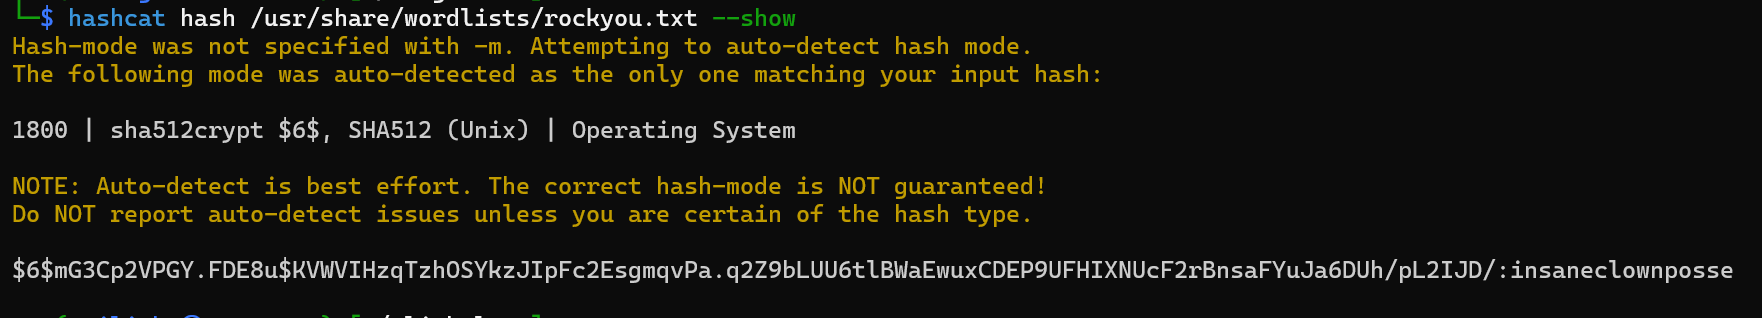 └─$ hashcat hash /usr/share/wordlists/rockyou.txt --show
Hash-mode was not specified with -m. Attempting to auto-detect hash mode.
The following mode was auto-detected as the only one matching your input hash:
1800 | sha512crypt $6$, SHA512 (Unix) | Operating System
NOTE: Auto-detect is best effort. The correct hash-mode is NOT guaranteed!
Do NOT report auto-detect issues unless you are certain of the hash type.
$6$mG3Cp2VPGY.FDE8u$KVWVIHzqTzhOSYkzJIpFc2EsgmqvPa.q2Z9bLUU6tlBWaEwuxCDEP9UFHIXNUcF2rBnsaFYuJa6DUh/pL2IJD/:insaneclownposse